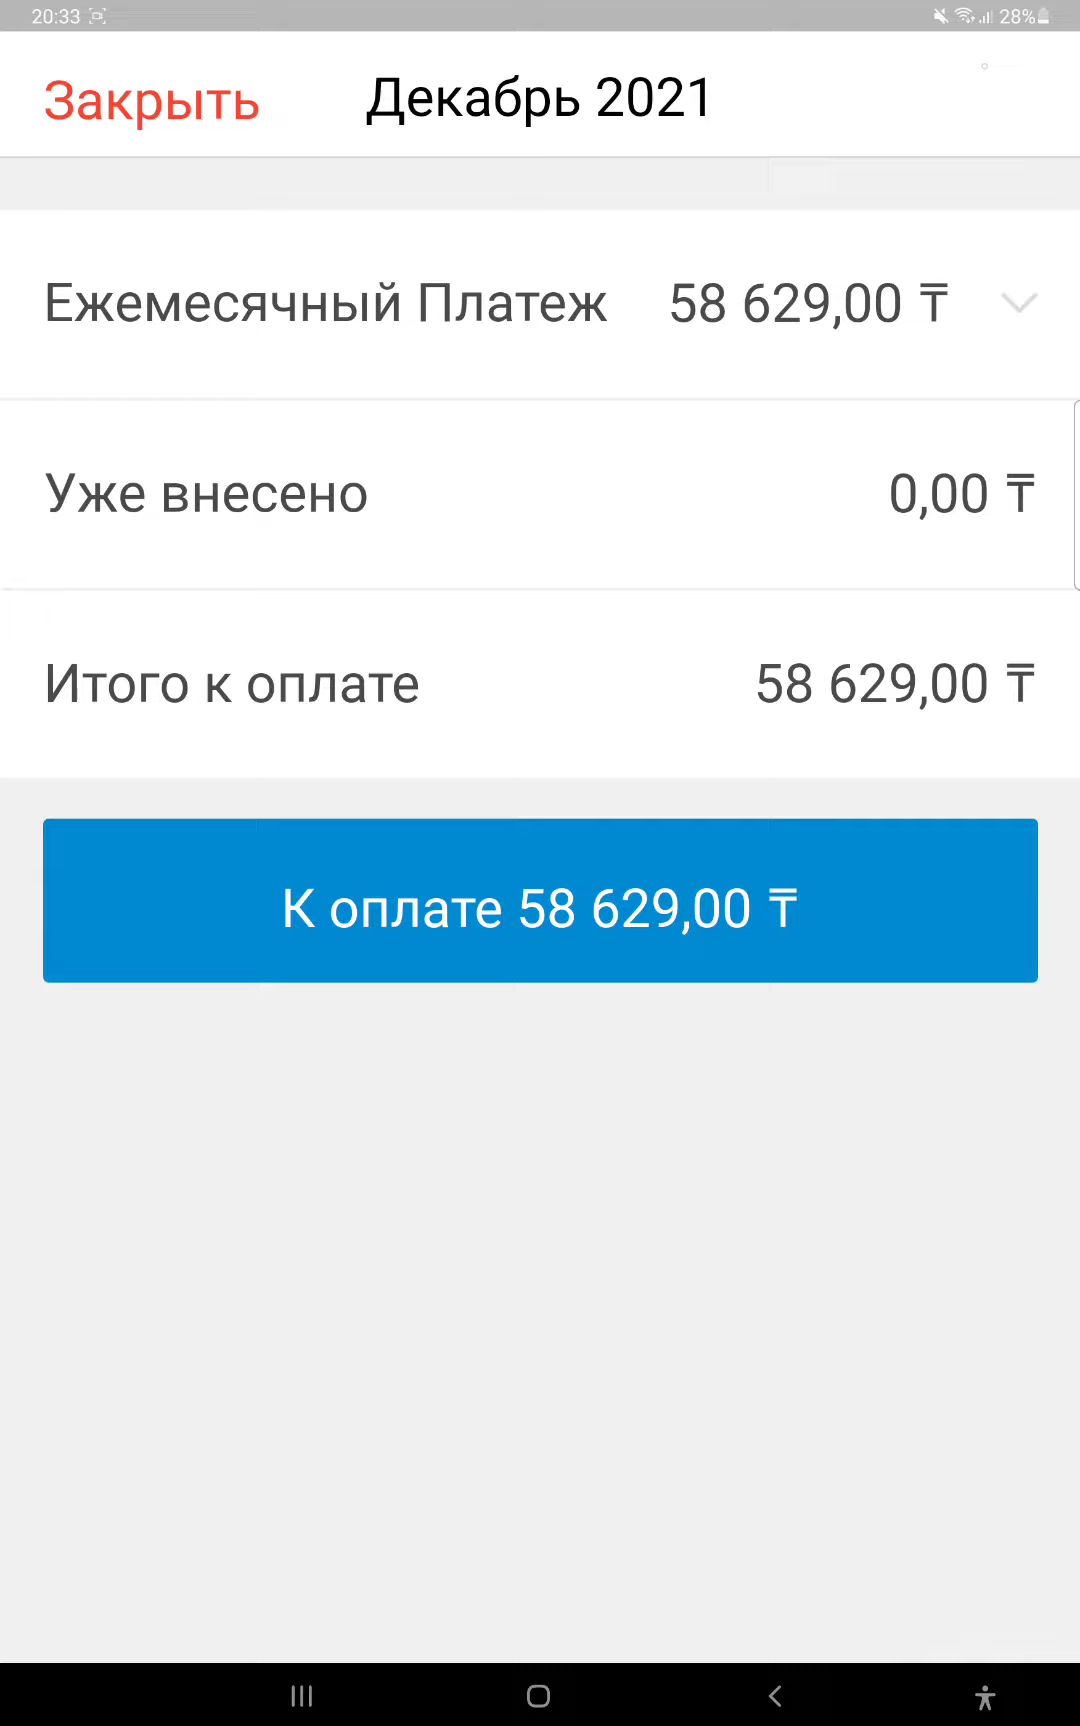 20:33 28%
Закрыть Декабрь 2021
Ежемесячный Платеж 58 629,00 ₸
Уже внесено 0,00 ₸
Итого к оплате 58 629,00 ₸
К оплате 58 629,00 ₸